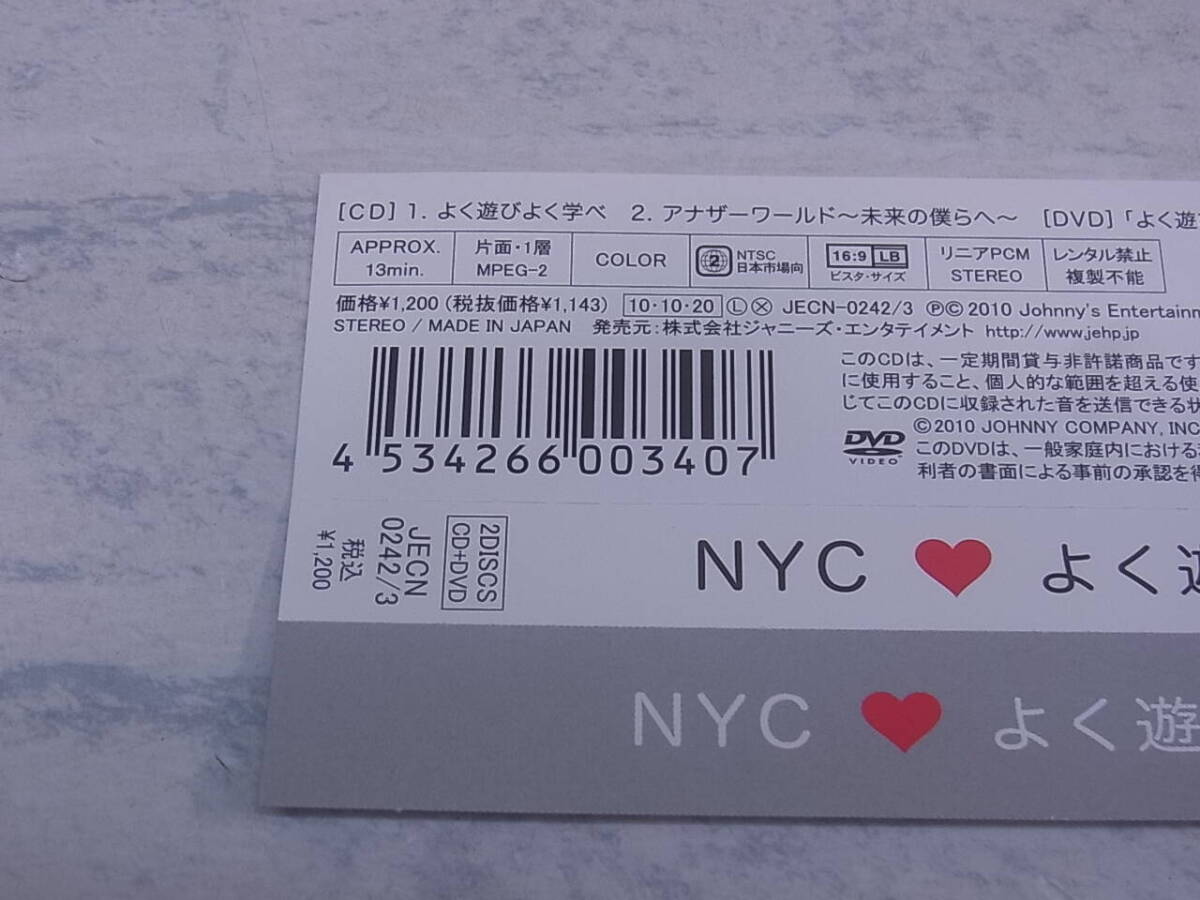 [CD] 1. よく遊びよく学べ 2. アナザーワールド～未来の僕らへ～ [DVD]「よく遊
APPROX. 13min.
片面・1層 MPEG-2
COLOR
2 NTSC 日本市場向
16:9 LB ビスタ・サイズ
リニアPCM STEREO
レンタル禁止 複製不能
価格¥1,200 (税抜価格¥1,143) 10・10・20 Ⓛ Ⓧ JECN-0242/3 ℗© 2010 Johnny's Entertainm
STEREO / MADE IN JAPAN 発売元：株式会社ジャニーズ・エンタテイメント http://www.jehp.jp
このCDは、一定期間貸与非許諾商品です
に使用すること、個人的な範囲を超える使
じてこのCDに収録された音を送信できる状
©2010 JOHNNY COMPANY, INC
DVD VIDEO
このDVDは、一般家庭内における
利者の書面による事前の承認を得
4 534266 003407
2DISCS
CD+DVD
JECN
0242/3
税込
¥1,200
NYC ♥ よく遊
NYC ♥ よく遊